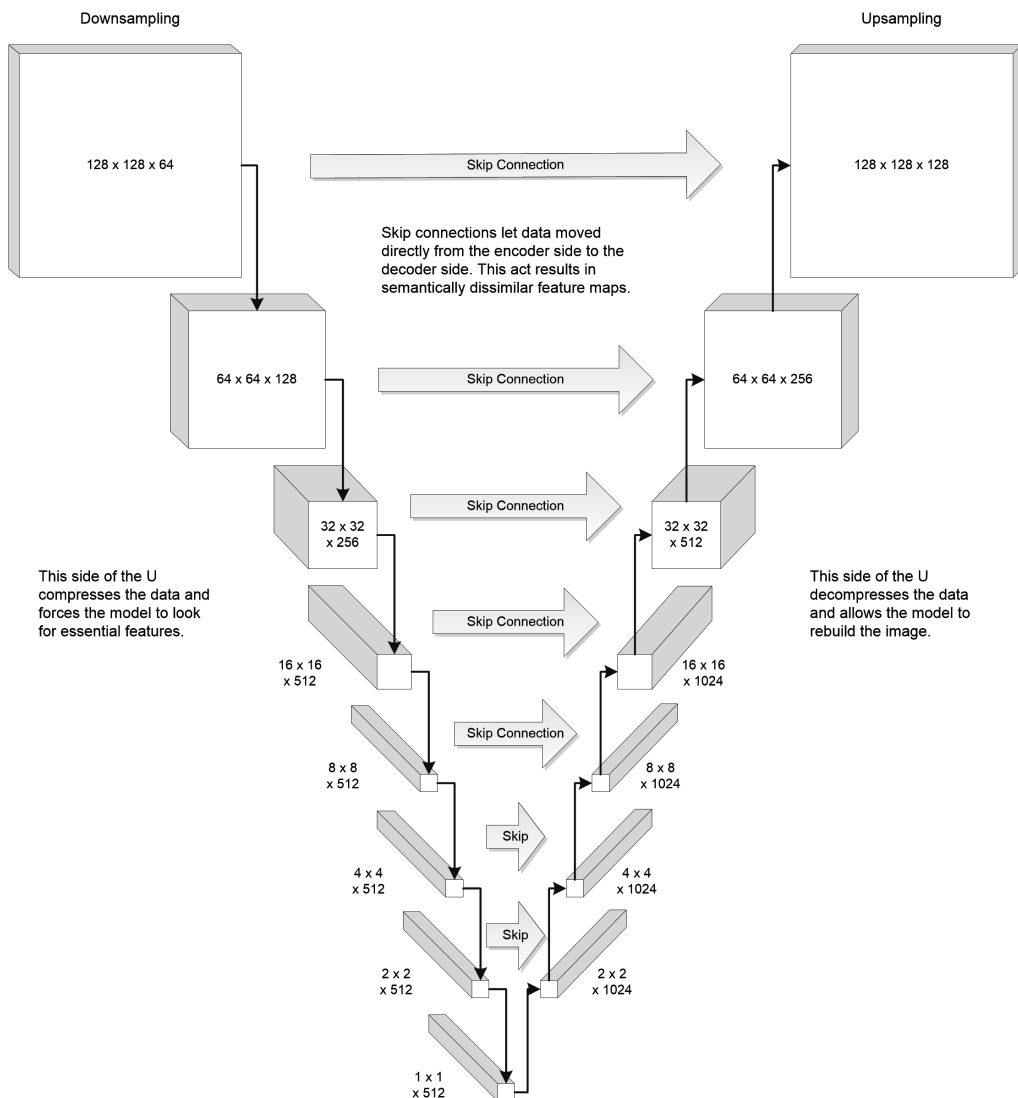 Downsampling
Upsampling
128 x 128 x 64
Skip Connection
128 x 128 x 128
Skip connections let data moved
directly from the encoder side to the
decoder side. This act results in
semantically dissimilar feature maps.
64 x 64 x 128
Skip Connection
64 x 64 x 256
32 x 32
x 256
Skip Connection
32 x 32
x 512
This side of the U
compresses the data and
forces the model to look
for essential features.
This side of the U
decompresses the data
and allows the model to
rebuild the image.
16 x 16
x 512
Skip Connection
16 x 16
x 1024
8 x 8
x 512
Skip Connection
8 x 8
x 1024
4 x 4
x 512
Skip
4 x 4
x 1024
2 x 2
x 512
Skip
2 x 2
x 1024
1 x 1
x 512